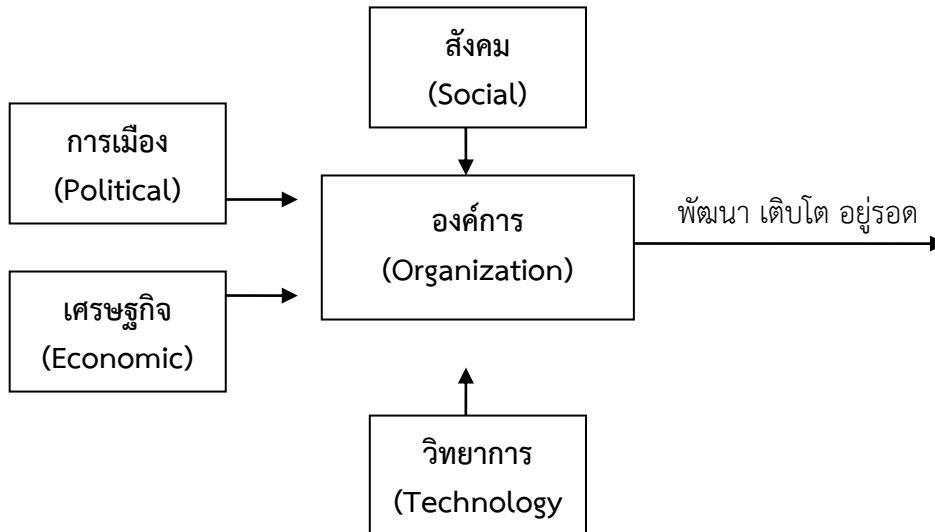 สังคม
(Social)
การเมือง
(Political)
องค์การ
(Organization)
พัฒนา เติบโต อยู่รอด
เศรษฐกิจ
(Economic)
วิทยาการ
(Technology